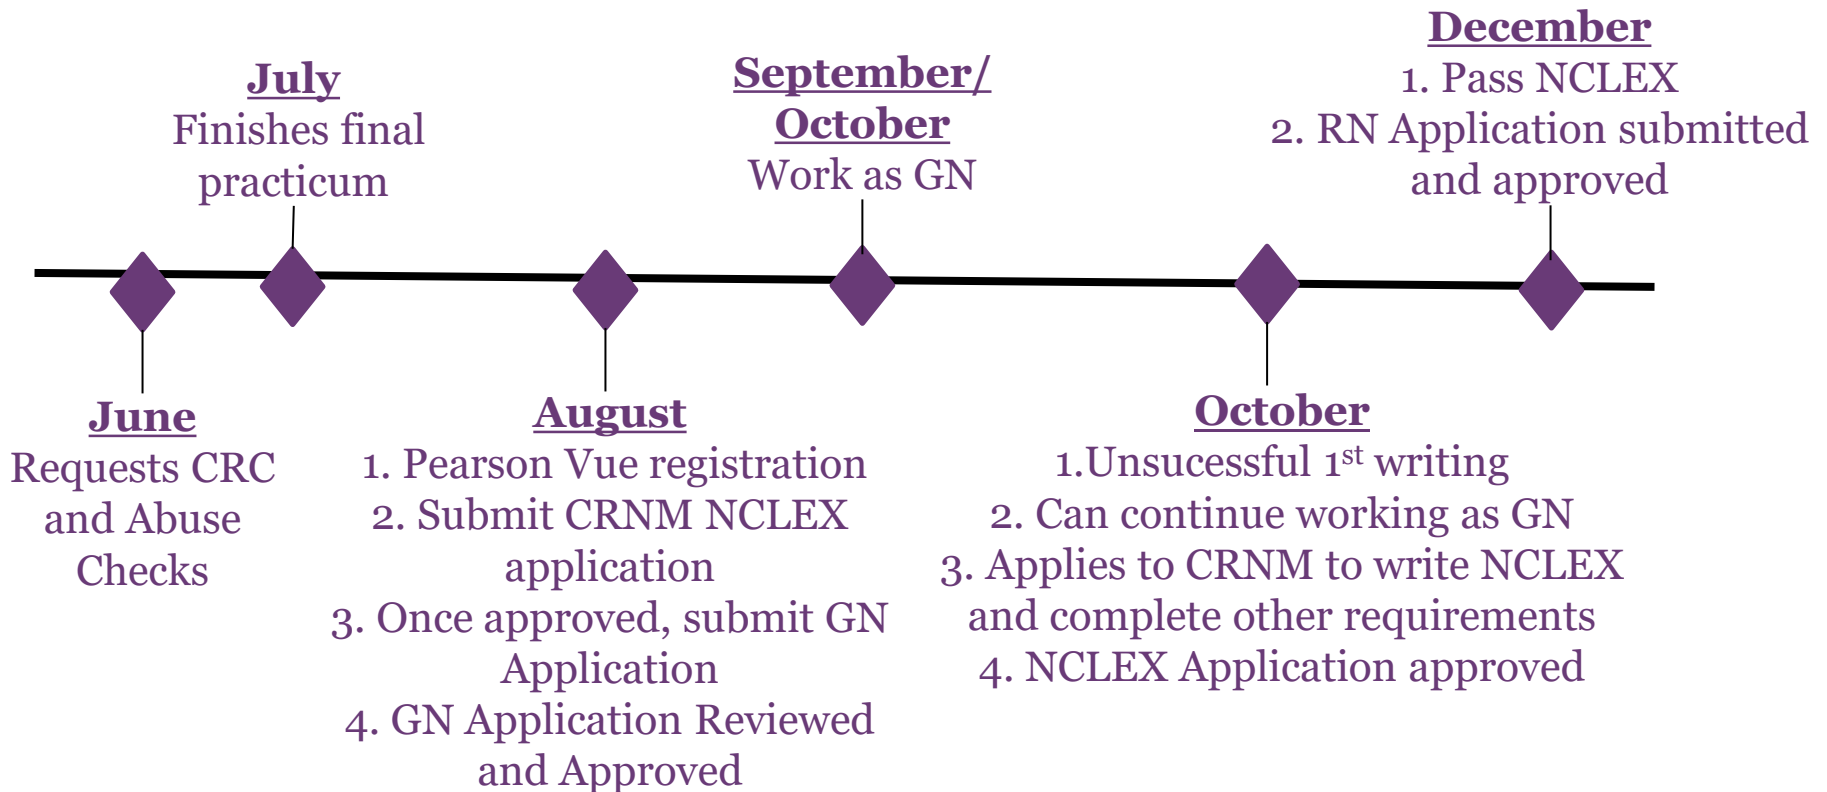 June
Requests CRC
and Abuse
Checks
July
Finishes final
practicum
August
1. Pearson Vue registration
2. Submit CRNM NCLEX
application
3. Once approved, submit GN
Application
4. GN Application Reviewed
and Approved
September/
October
Work as GN
October
1.Unsucessful 1st writing
2. Can continue working as GN
3. Applies to CRNM to write NCLEX
and complete other requirements
4. NCLEX Application approved
December
1. Pass NCLEX
2. RN Application submitted
and approved